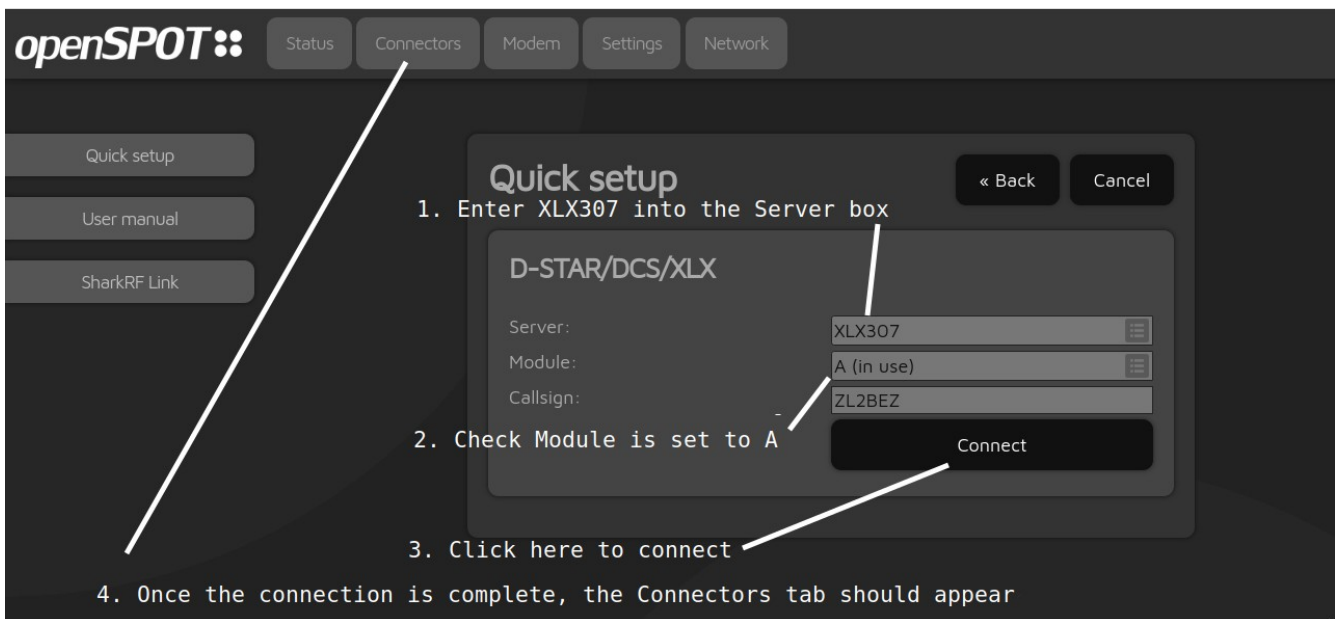 openSPOT
Status
Connectors
Modem
Settings
Network
Quick setup
User manual
SharkRF Link
Quick setup
« Back
Cancel
1. Enter XLX307 into the Server box
D-STAR/DCS/XLX
Server:
XLX307
Module:
A (in use)
Callsign:
ZL2BEZ
-
2. Check Module is set to A
Connect
3. Click here to connect
4. Once the connection is complete, the Connectors tab should appear